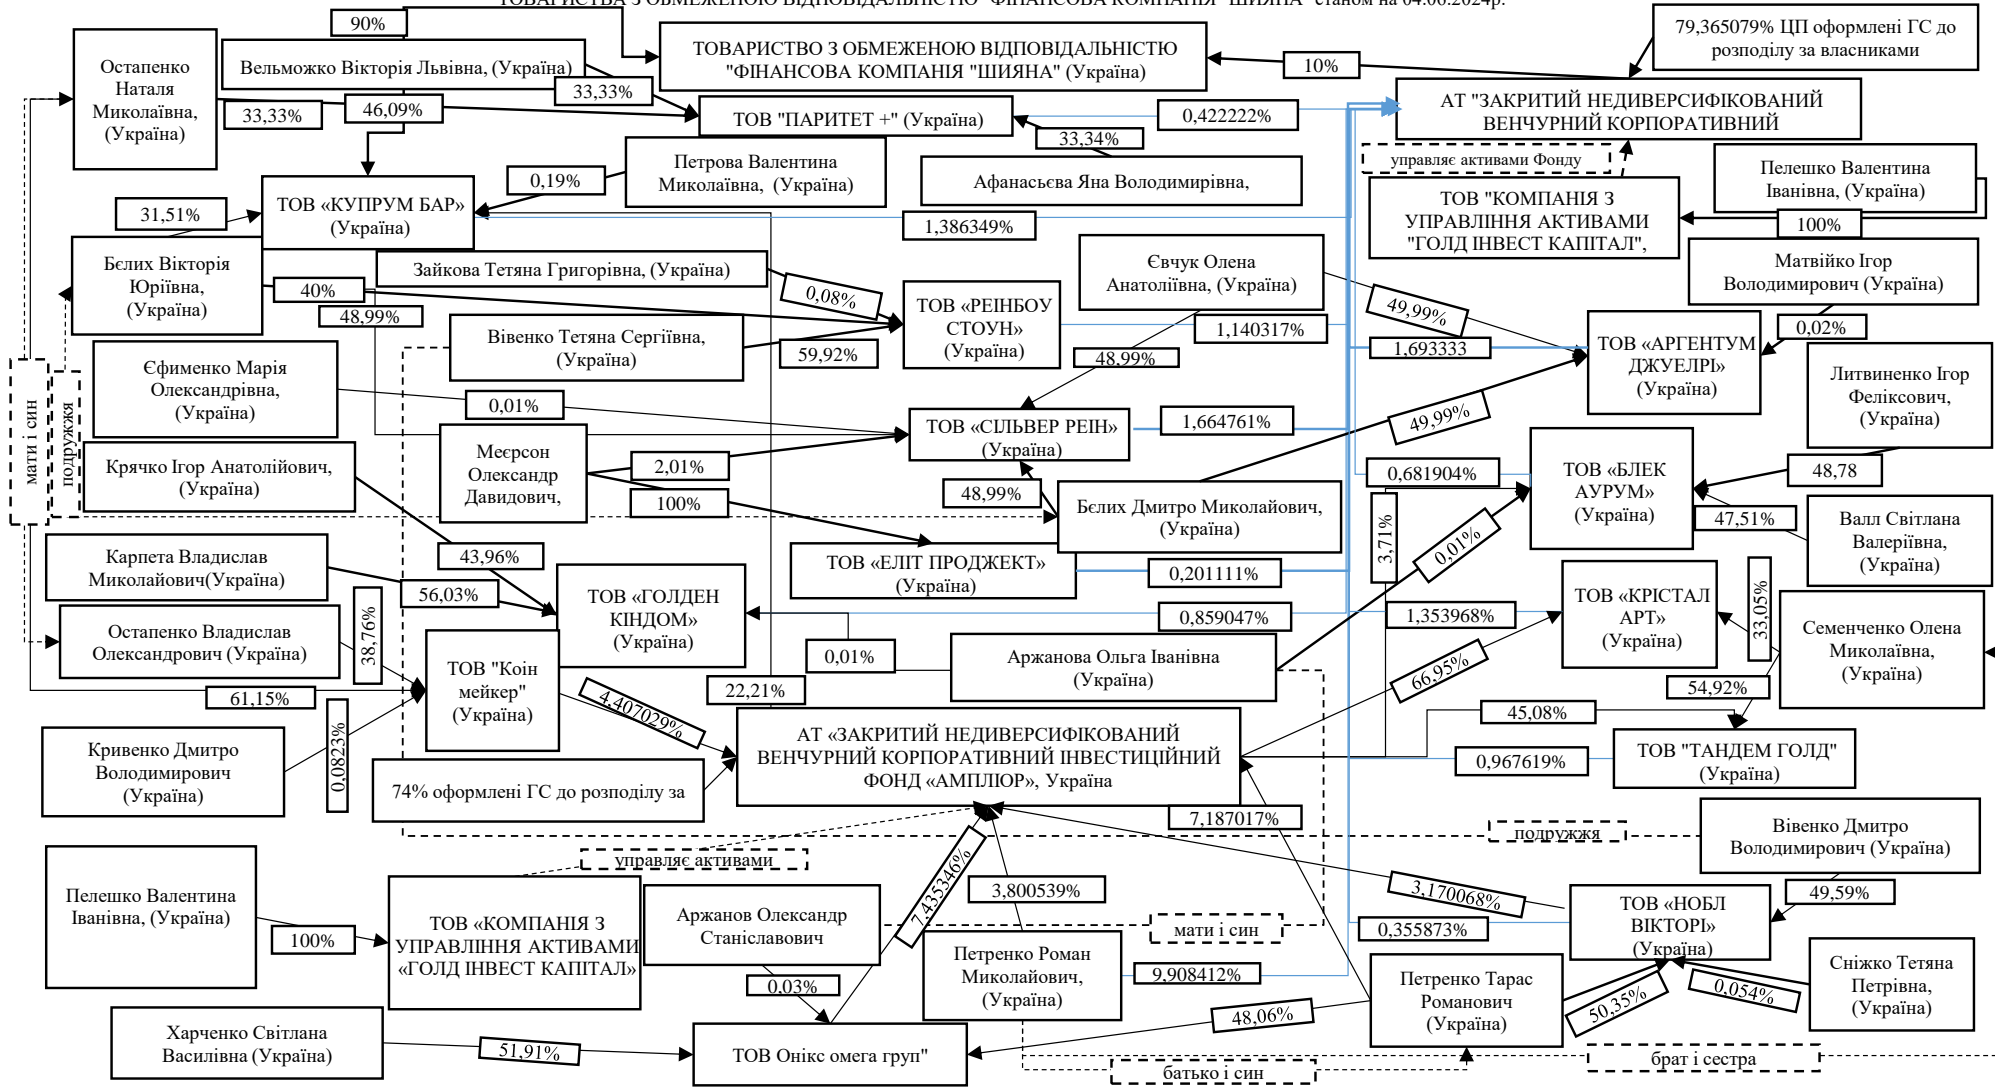 ТОВАРИСТВА З ОБМЕЖЕНОЮ ВІДПОВІДАЛЬНІСТЮ "ФІНАНСОВА КОМПАНІЯ "ШИЯНА" станом на 04.06.2024р.
90%
79,365079% ЦП оформлені ГС до
розподілу за власниками
Остапенко
Наталя
Миколаївна,
(Україна)
Вельможко Вікторія Львівна, (Україна)
ТОВАРИСТВО З ОБМЕЖЕНОЮ ВІДПОВІДАЛЬНІСТЮ
"ФІНАНСОВА КОМПАНІЯ "ШИЯНА" (Україна)
10%
33,33%
33,33%
46,09%
ТОВ "ПАРИТЕТ +" (Україна)
0,422222%
АТ "ЗАКРИТИЙ НЕДИВЕРСИФІКОВАНИЙ
ВЕНЧУРНИЙ КОРПОРАТИВНИЙ
33,34%
Петрова Валентина
Миколаївна, (Україна)
0,19%
Афанасьєва Яна Володимирівна,
управляє активами Фонду
Пелешко Валентина
Іванівна, (Україна)
ТОВ «КУПРУМ БАР»
(Україна)
31,51%
1,386349%
ТОВ "КОМПАНІЯ З
УПРАВЛІННЯ АКТИВАМИ
"ГОЛД ІНВЕСТ КАПІТАЛ",
100%
Бєлих Вікторія
Юріївна,
(Україна)
Зайкова Тетяна Григорівна, (Україна)
40%
48,99%
0,08%
Євчук Олена
Анатоліївна, (Україна)
Матвійко Ігор
Володимирович (Україна)
49,99%
0,02%
ТОВ «РЕІНБОУ
СТОУН»
(Україна)
1,140317%
Вівенко Тетяна Сергіївна,
(Україна)
59,92%
48,99%
1,693333
ТОВ «АРГЕНТУМ
ДЖУЕЛРІ»
(Україна)
Єфименко Марія
Олександрівна,
(Україна)
0,01%
Литвиненко Ігор
Феліксович,
(Україна)
мати і син
подружжя
ТОВ «СІЛЬВЕР РЕІН»
(Україна)
1,664761%
49,99%
Крячко Ігор Анатолійович,
(Україна)
Меєрсон
Олександр
Давидович,
2,01%
100%
48,99%
Бєлих Дмитро Миколайович,
(Україна)
0,681904%
ТОВ «БЛЕК
АУРУМ»
(Україна)
48,78
47,51%
Валл Світлана
Валеріївна,
(Україна)
3,71%
0,01%
Карпета Владислав
Миколайович(Україна)
43,96%
56,03%
ТОВ «ЕЛІТ ПРОДЖЕКТ»
(Україна)
0,201111%
ТОВ «ГОЛДЕН
КІНДОМ»
(Україна)
0,859047%
1,353968%
ТОВ «КРІСТАЛ
АРТ»
(Україна)
33,05%
Семенченко Олена
Миколаївна,
(Україна)
Остапенко Владислав
Олександрович (Україна)
38,76%
61,15%
ТОВ "Коін
мейкер"
(Україна)
0,01%
Аржанова Ольга Іванівна
(Україна)
66,95%
54,92%
22,21%
4,407029%
45,08%
Кривенко Дмитро
Володимирович
(Україна)
0,0823%
74% оформлені ГС до розподілу за
АТ «ЗАКРИТИЙ НЕДИВЕРСИФІКОВАНИЙ
ВЕНЧУРНИЙ КОРПОРАТИВНИЙ ІНВЕСТИЦІЙНИЙ
ФОНД «АМПЛІОР», Україна
ТОВ "ТАНДЕМ ГОЛД"
(Україна)
0,967619%
7,187017%
подружжя
Вівенко Дмитро
Володимирович (Україна)
управляє активами
Пелешко Валентина
Іванівна, (Україна)
100%
ТОВ «КОМПАНІЯ З
УПРАВЛІННЯ АКТИВАМИ
«ГОЛД ІНВЕСТ КАПІТАЛ»
Аржанов Олександр
Станіславович
7,435346%
3,800539%
3,170068%
49,59%
ТОВ «НОБЛ
ВІКТОРІ»
(Україна)
0,355873%
мати і син
0,03%
Петренко Роман
Миколайович,
(Україна)
9,908412%
Петренко Тарас
Романович
(Україна)
50,35%
0,054%
Сніжко Тетяна
Петрівна,
(Україна)
Харченко Світлана
Василівна (Україна)
51,91%
ТОВ Онікс омега груп"
48,06%
батько і син
брат і сестра